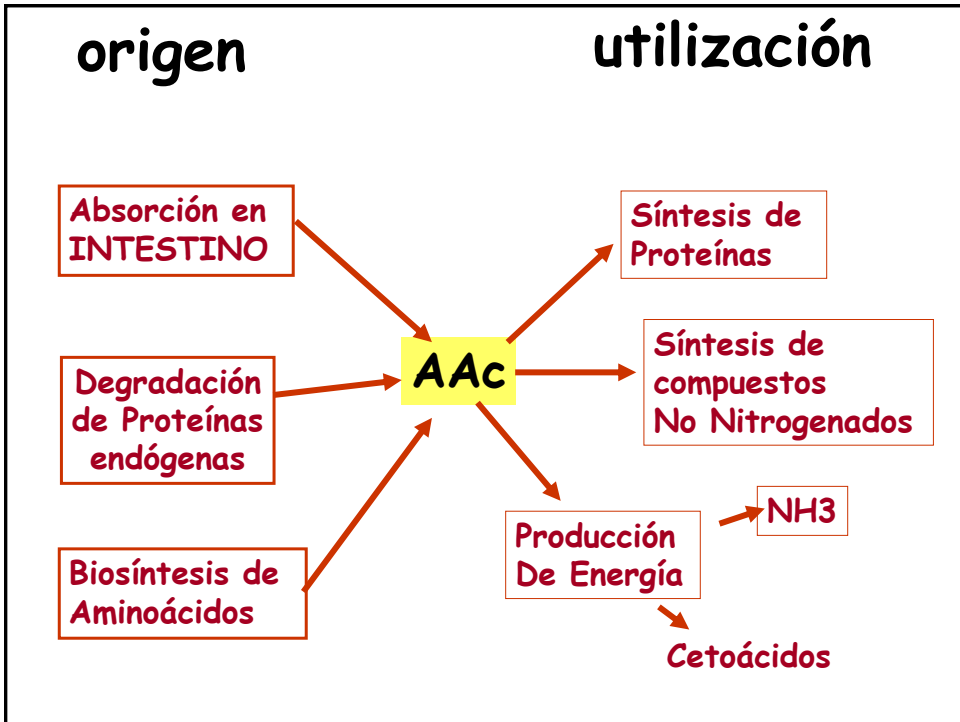 origen
utilización
Absorción en
INTESTINO
Degradación
de Proteínas
endógenas
Biosíntesis de
Aminoácidos
AAc
Síntesis de
Proteínas
Síntesis de
compuestos
No Nitrogenados
Producción
De Energía
NH3
Cetoácidos